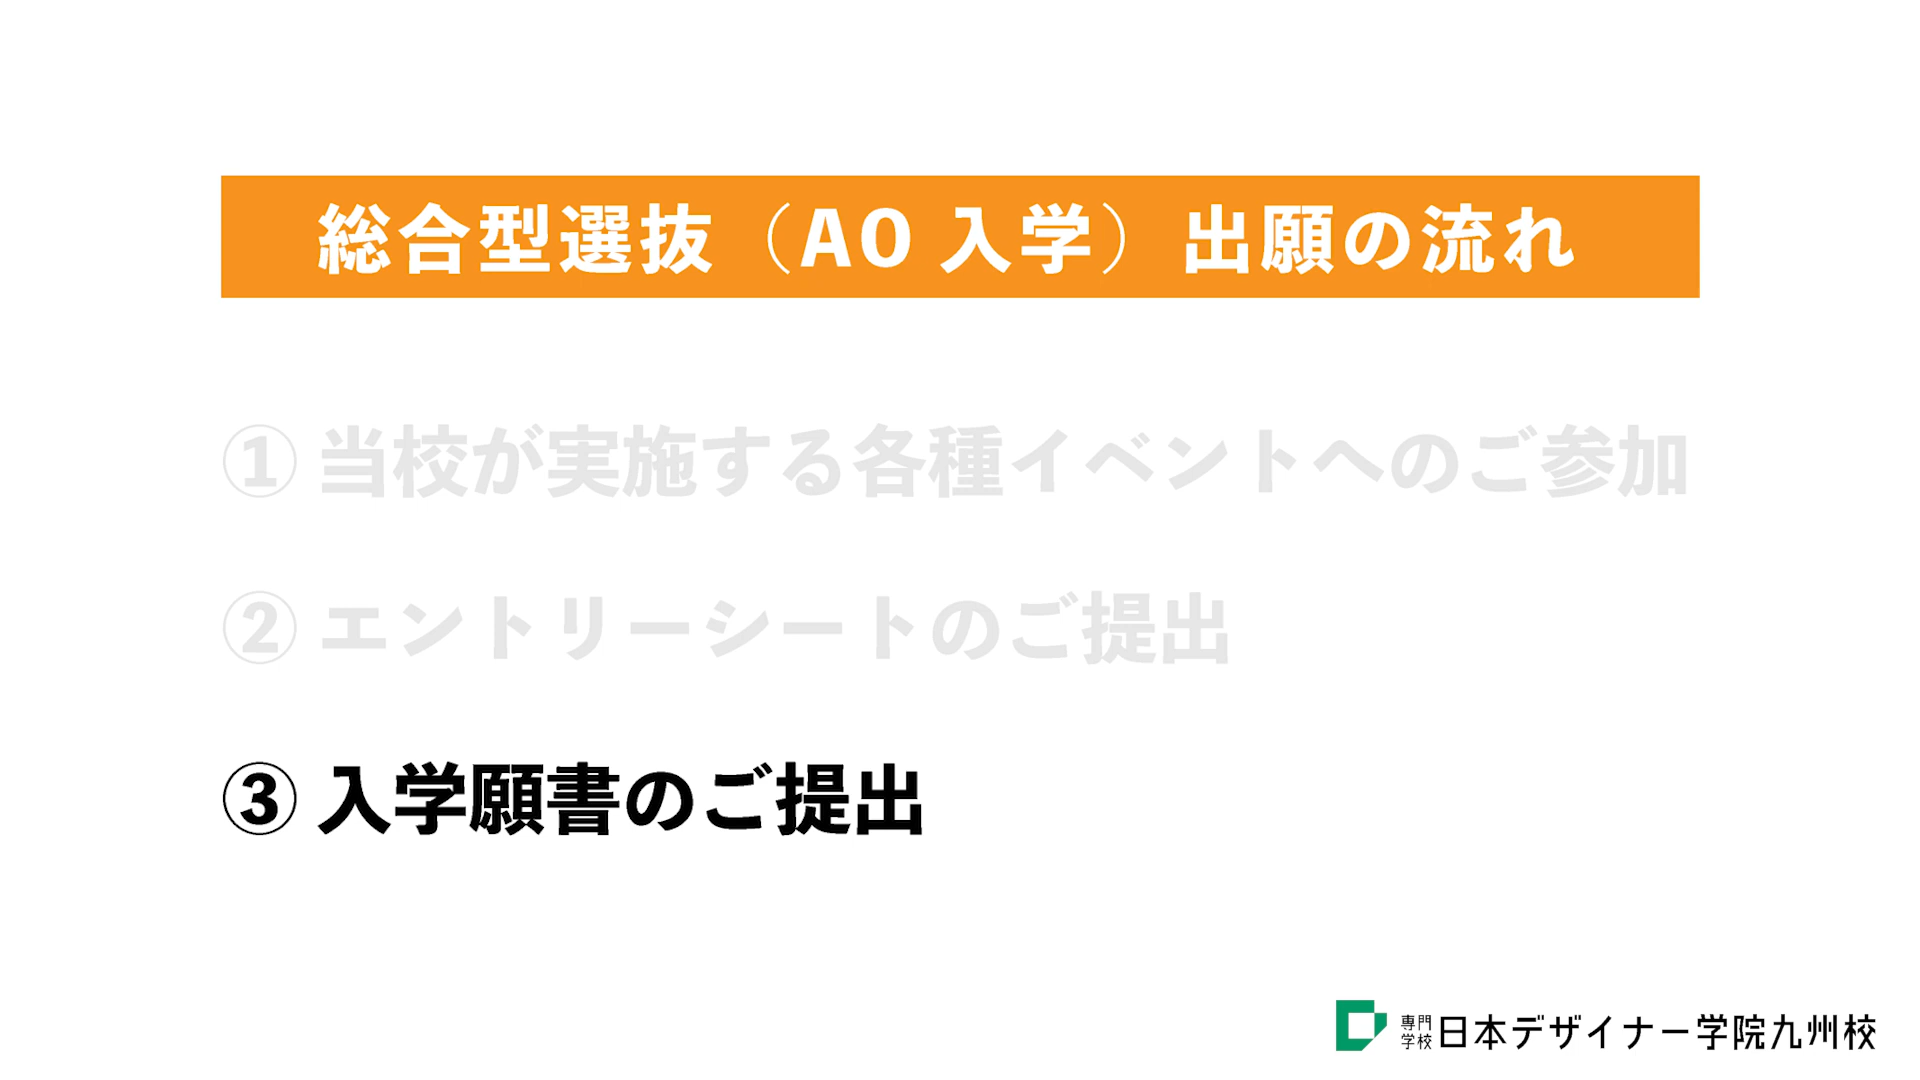 総合型選抜（AO 入学）出願の流れ
① 当校が実施する各種イベントへのご参加
② エントリーシートのご提出
③ 入学願書のご提出
専門学校 日本デザイナー学院九州校